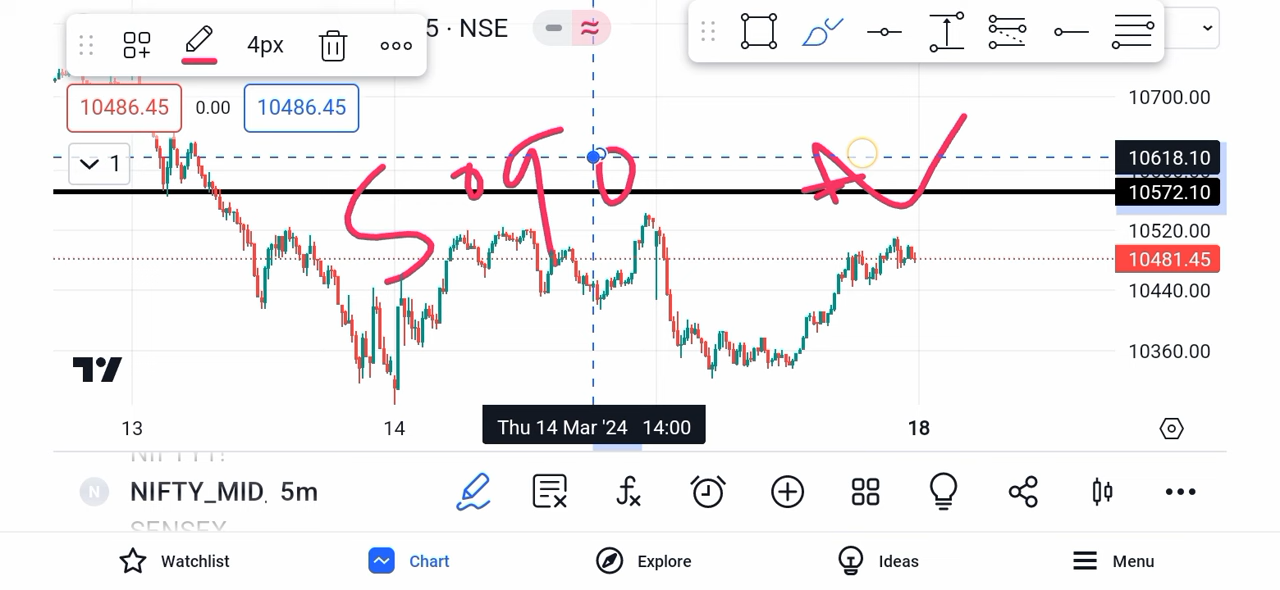 4px
5 · NSE
10486.45 0.00 10486.45
1
10700.00
10618.10
10572.10
10520.00
10481.45
10440.00
10360.00
13 14 Thu 14 Mar '24 14:00 18
NIFTY_MID 5m
SENSEX
Watchlist Chart Explore Ideas Menu